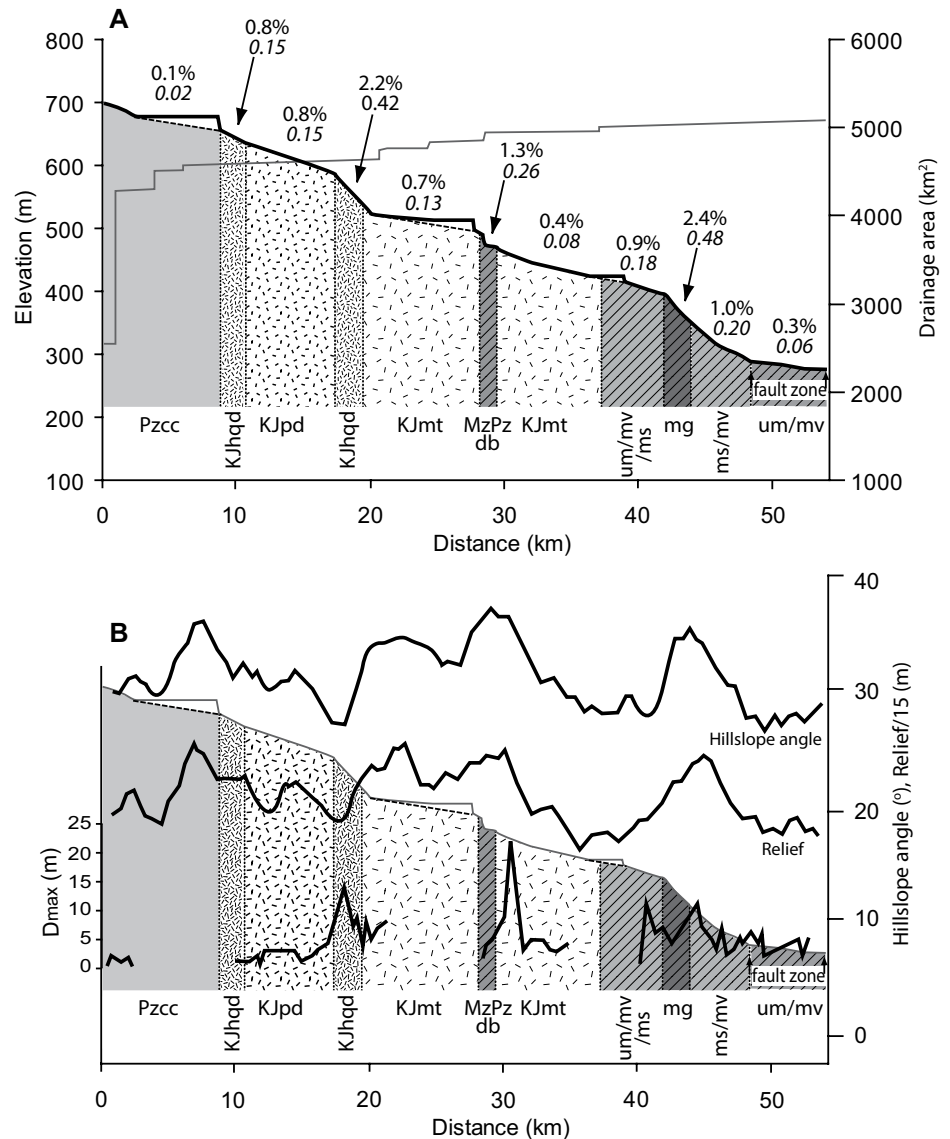 A
800
700
600
500
400
300
200
100
Elevation (m)
6000
5000
4000
3000
2000
1000
Drainage area (km²)
0.1%
0.02
0.8%
0.15
0.8%
0.15
2.2%
0.42
0.7%
0.13
1.3%
0.26
0.4%
0.08
0.9%
0.18
2.4%
0.48
1.0%
0.20
0.3%
0.06
fault zone
Pzcc
KJhqd
KJpd
KJhqd
KJmt
MzPz
db
KJmt
um/mv
/ms
mg
ms/mv
um/mv
0 10 20 30 40 50
Distance (km)
B
25
20
15
10
5
0
Dmax (m)
40
30
20
10
0
Hillslope angle (º), Relief/15 (m)
Hillslope angle
Relief
fault zone
Pzcc
KJhqd
KJpd
KJhqd
KJmt
MzPz
db
KJmt
um/mv
/ms
mg
ms/mv
um/mv
0 10 20 30 40 50
Distance (km)